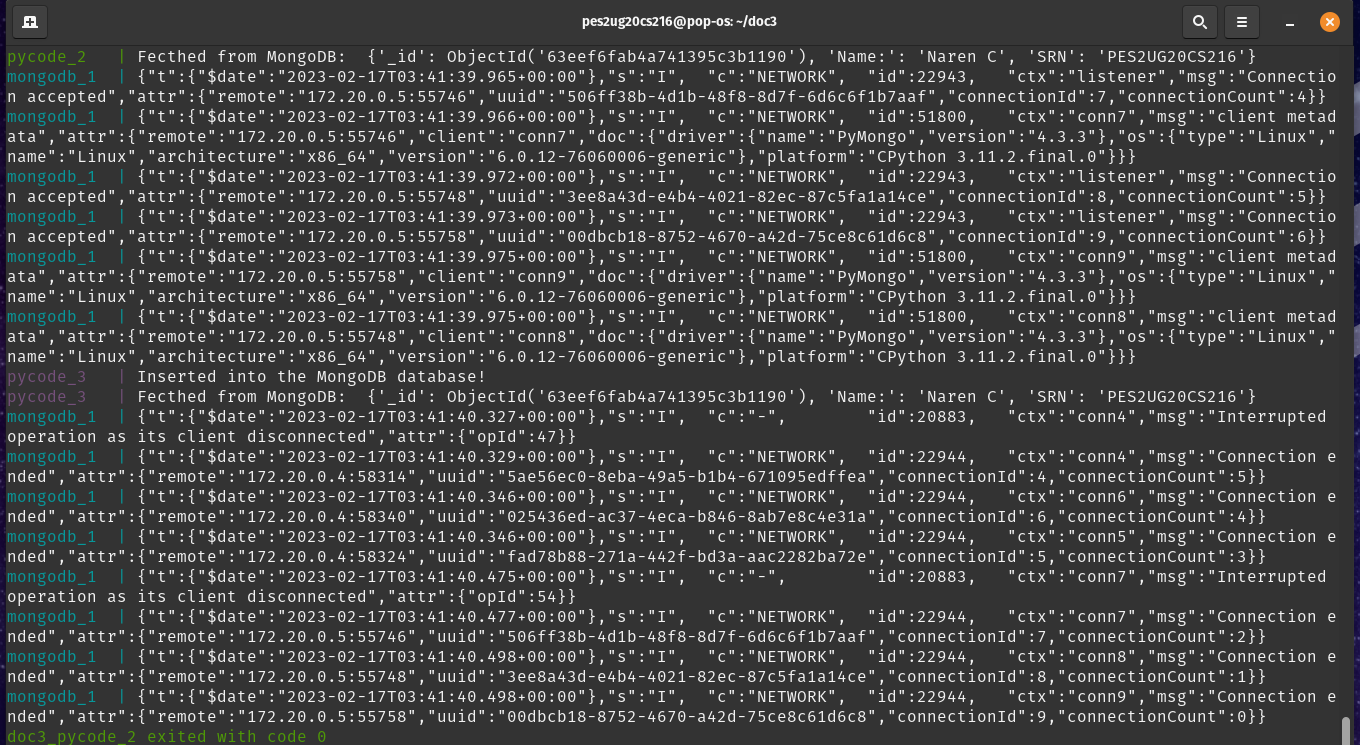 pes2ug20cs216@pop-os: ~/doc3
pycode_2   | Fecthed from MongoDB:  {'_id': ObjectId('63eef6fab4a741395c3b1190'), 'Name:': 'Naren C', 'SRN': 'PES2UG20CS216'}
mongodb_1  | {"t":{"$date":"2023-02-17T03:41:39.965+00:00"},"s":"I",  "c":"NETWORK",  "id":22943,   "ctx":"listener","msg":"Connectio
n accepted","attr":{"remote":"172.20.0.5:55746","uuid":"506ff38b-4d1b-48f8-8d7f-6d6c6f1b7aaf","connectionId":7,"connectionCount":4}}
mongodb_1  | {"t":{"$date":"2023-02-17T03:41:39.966+00:00"},"s":"I",  "c":"NETWORK",  "id":51800,   "ctx":"conn7","msg":"client metad
ata","attr":{"remote":"172.20.0.5:55746","client":"conn7","doc":{"driver":{"name":"PyMongo","version":"4.3.3"},"os":{"type":"Linux","
name":"Linux","architecture":"x86_64","version":"6.0.12-76060006-generic"},"platform":"CPython 3.11.2.final.0"}}}
mongodb_1  | {"t":{"$date":"2023-02-17T03:41:39.972+00:00"},"s":"I",  "c":"NETWORK",  "id":22943,   "ctx":"listener","msg":"Connectio
n accepted","attr":{"remote":"172.20.0.5:55748","uuid":"3ee8a43d-e4b4-4021-82ec-87c5fa1a14ce","connectionId":8,"connectionCount":5}}
mongodb_1  | {"t":{"$date":"2023-02-17T03:41:39.973+00:00"},"s":"I",  "c":"NETWORK",  "id":22943,   "ctx":"listener","msg":"Connectio
n accepted","attr":{"remote":"172.20.0.5:55758","uuid":"00dbcb18-8752-4670-a42d-75ce8c61d6c8","connectionId":9,"connectionCount":6}}
mongodb_1  | {"t":{"$date":"2023-02-17T03:41:39.975+00:00"},"s":"I",  "c":"NETWORK",  "id":51800,   "ctx":"conn9","msg":"client metad
ata","attr":{"remote":"172.20.0.5:55758","client":"conn9","doc":{"driver":{"name":"PyMongo","version":"4.3.3"},"os":{"type":"Linux","
name":"Linux","architecture":"x86_64","version":"6.0.12-76060006-generic"},"platform":"CPython 3.11.2.final.0"}}}
mongodb_1  | {"t":{"$date":"2023-02-17T03:41:39.975+00:00"},"s":"I",  "c":"NETWORK",  "id":51800,   "ctx":"conn8","msg":"client metad
ata","attr":{"remote":"172.20.0.5:55748","client":"conn8","doc":{"driver":{"name":"PyMongo","version":"4.3.3"},"os":{"type":"Linux","
name":"Linux","architecture":"x86_64","version":"6.0.12-76060006-generic"},"platform":"CPython 3.11.2.final.0"}}}
pycode_3   | Inserted into the MongoDB database!
pycode_3   | Fecthed from MongoDB:  {'_id': ObjectId('63eef6fab4a741395c3b1190'), 'Name:': 'Naren C', 'SRN': 'PES2UG20CS216'}
mongodb_1  | {"t":{"$date":"2023-02-17T03:41:40.327+00:00"},"s":"I",  "c":"-",        "id":20883,   "ctx":"conn4","msg":"Interrupted 
operation as its client disconnected","attr":{"opId":47}}
mongodb_1  | {"t":{"$date":"2023-02-17T03:41:40.329+00:00"},"s":"I",  "c":"NETWORK",  "id":22944,   "ctx":"conn4","msg":"Connection e
nded","attr":{"remote":"172.20.0.4:58314","uuid":"5ae56ec0-8eba-49a5-b1b4-671095edffea","connectionId":4,"connectionCount":5}}
mongodb_1  | {"t":{"$date":"2023-02-17T03:41:40.346+00:00"},"s":"I",  "c":"NETWORK",  "id":22944,   "ctx":"conn6","msg":"Connection e
nded","attr":{"remote":"172.20.0.4:58340","uuid":"025436ed-ac37-4eca-b846-8ab7e8c4e31a","connectionId":6,"connectionCount":4}}
mongodb_1  | {"t":{"$date":"2023-02-17T03:41:40.346+00:00"},"s":"I",  "c":"NETWORK",  "id":22944,   "ctx":"conn5","msg":"Connection e
nded","attr":{"remote":"172.20.0.4:58324","uuid":"fad78b88-271a-442f-bd3a-aac2282ba72e","connectionId":5,"connectionCount":3}}
mongodb_1  | {"t":{"$date":"2023-02-17T03:41:40.475+00:00"},"s":"I",  "c":"-",        "id":20883,   "ctx":"conn7","msg":"Interrupted 
operation as its client disconnected","attr":{"opId":54}}
mongodb_1  | {"t":{"$date":"2023-02-17T03:41:40.477+00:00"},"s":"I",  "c":"NETWORK",  "id":22944,   "ctx":"conn7","msg":"Connection e
nded","attr":{"remote":"172.20.0.5:55746","uuid":"506ff38b-4d1b-48f8-8d7f-6d6c6f1b7aaf","connectionId":7,"connectionCount":2}}
mongodb_1  | {"t":{"$date":"2023-02-17T03:41:40.498+00:00"},"s":"I",  "c":"NETWORK",  "id":22944,   "ctx":"conn8","msg":"Connection e
nded","attr":{"remote":"172.20.0.5:55748","uuid":"3ee8a43d-e4b4-4021-82ec-87c5fa1a14ce","connectionId":8,"connectionCount":1}}
mongodb_1  | {"t":{"$date":"2023-02-17T03:41:40.498+00:00"},"s":"I",  "c":"NETWORK",  "id":22944,   "ctx":"conn9","msg":"Connection e
nded","attr":{"remote":"172.20.0.5:55758","uuid":"00dbcb18-8752-4670-a42d-75ce8c61d6c8","connectionId":9,"connectionCount":0}}
doc3_pycode_2 exited with code 0